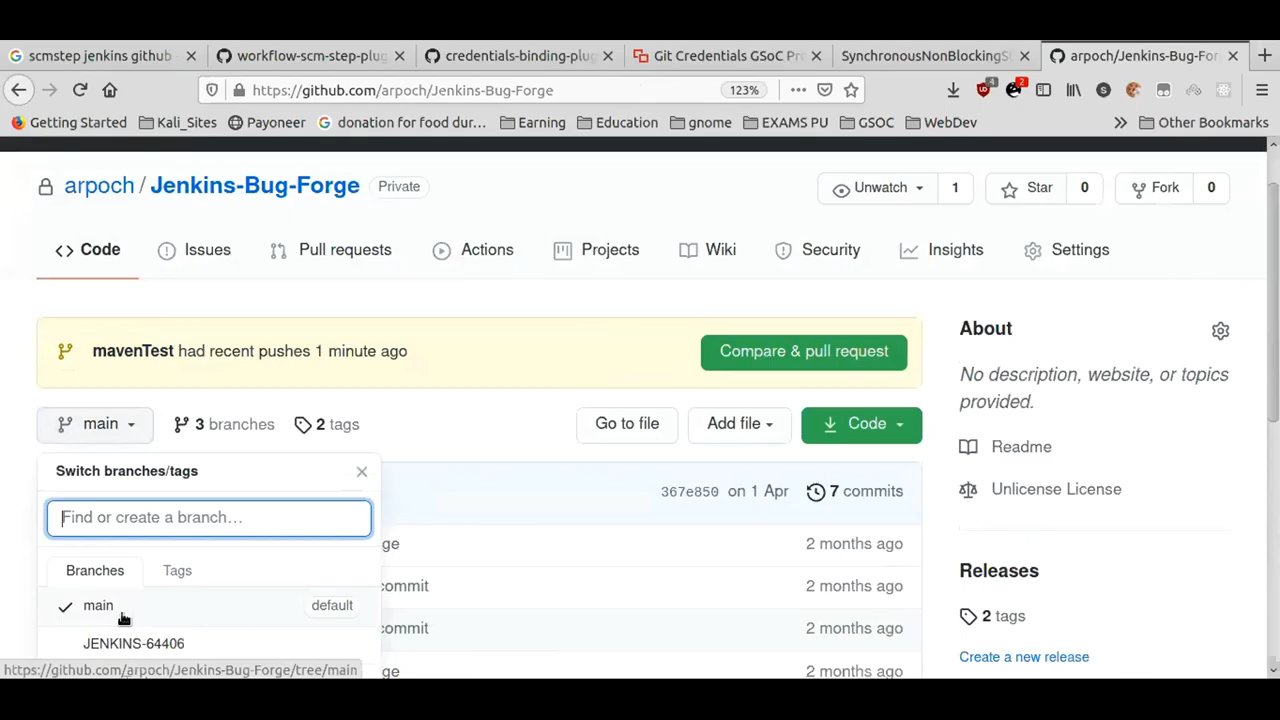 scmstep jenkins github
workflow-scm-step-plug
credentials-binding-plug
Git Credentials GSoC Pr
SynchronousNonBlockingS
arpoch/Jenkins-Bug-For
https://github.com/arpoch/Jenkins-Bug-Forge
123%
4
2
Getting Started
Kali_Sites
Payoneer
donation for food dur...
Earning
Education
gnome
EXAMS PU
GSOC
WebDev
Other Bookmarks
arpoch / Jenkins-Bug-Forge Private
Unwatch 1
Star 0
Fork 0
Code
Issues
Pull requests
Actions
Projects
Wiki
Security
Insights
Settings
mavenTest had recent pushes 1 minute ago
Compare & pull request
main
3 branches
2 tags
Go to file
Add file
Code
Switch branches/tags
Find or create a branch...
Branches
Tags
main default
JENKINS-64406
https://github.com/arpoch/Jenkins-Bug-Forge/tree/main
367e850 on 1 Apr 7 commits
ge 2 months ago
commit 2 months ago
commit 2 months ago
ge 2 months ago
About
No description, website, or topics
provided.
Readme
Unlicense License
Releases
2 tags
Create a new release